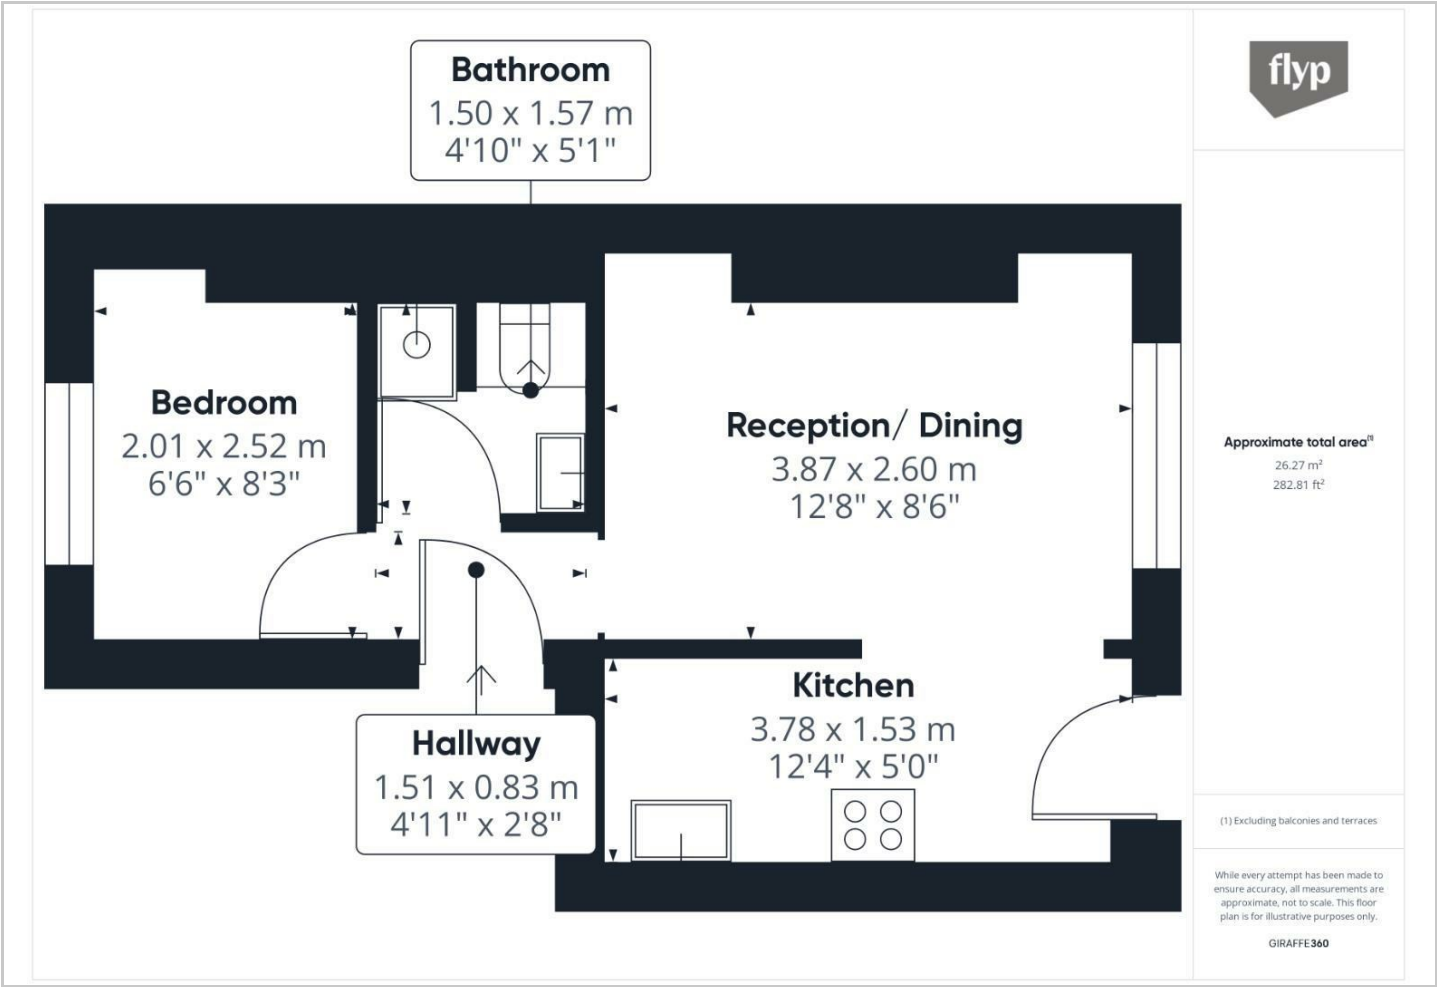 Bathroom
1.50 x 1.57 m
4'10" x 5'1"
flyp
Bedroom
2.01 x 2.52 m
6'6" x 8'3"
Reception/ Dining
3.87 x 2.60 m
12'8" x 8'6"
Kitchen
3.78 x 1.53 m
12'4" x 5'0"
Hallway
1.51 x 0.83 m
4'11" x 2'8"
Approximate total area⁽¹⁾
26.27 m²
282.81 ft²
(1) Excluding balconies and terraces
While every attempt has been made to
ensure accuracy, all measurements are
approximate, not to scale. This floor
plan is for illustrative purposes only.
GIRAFFE360